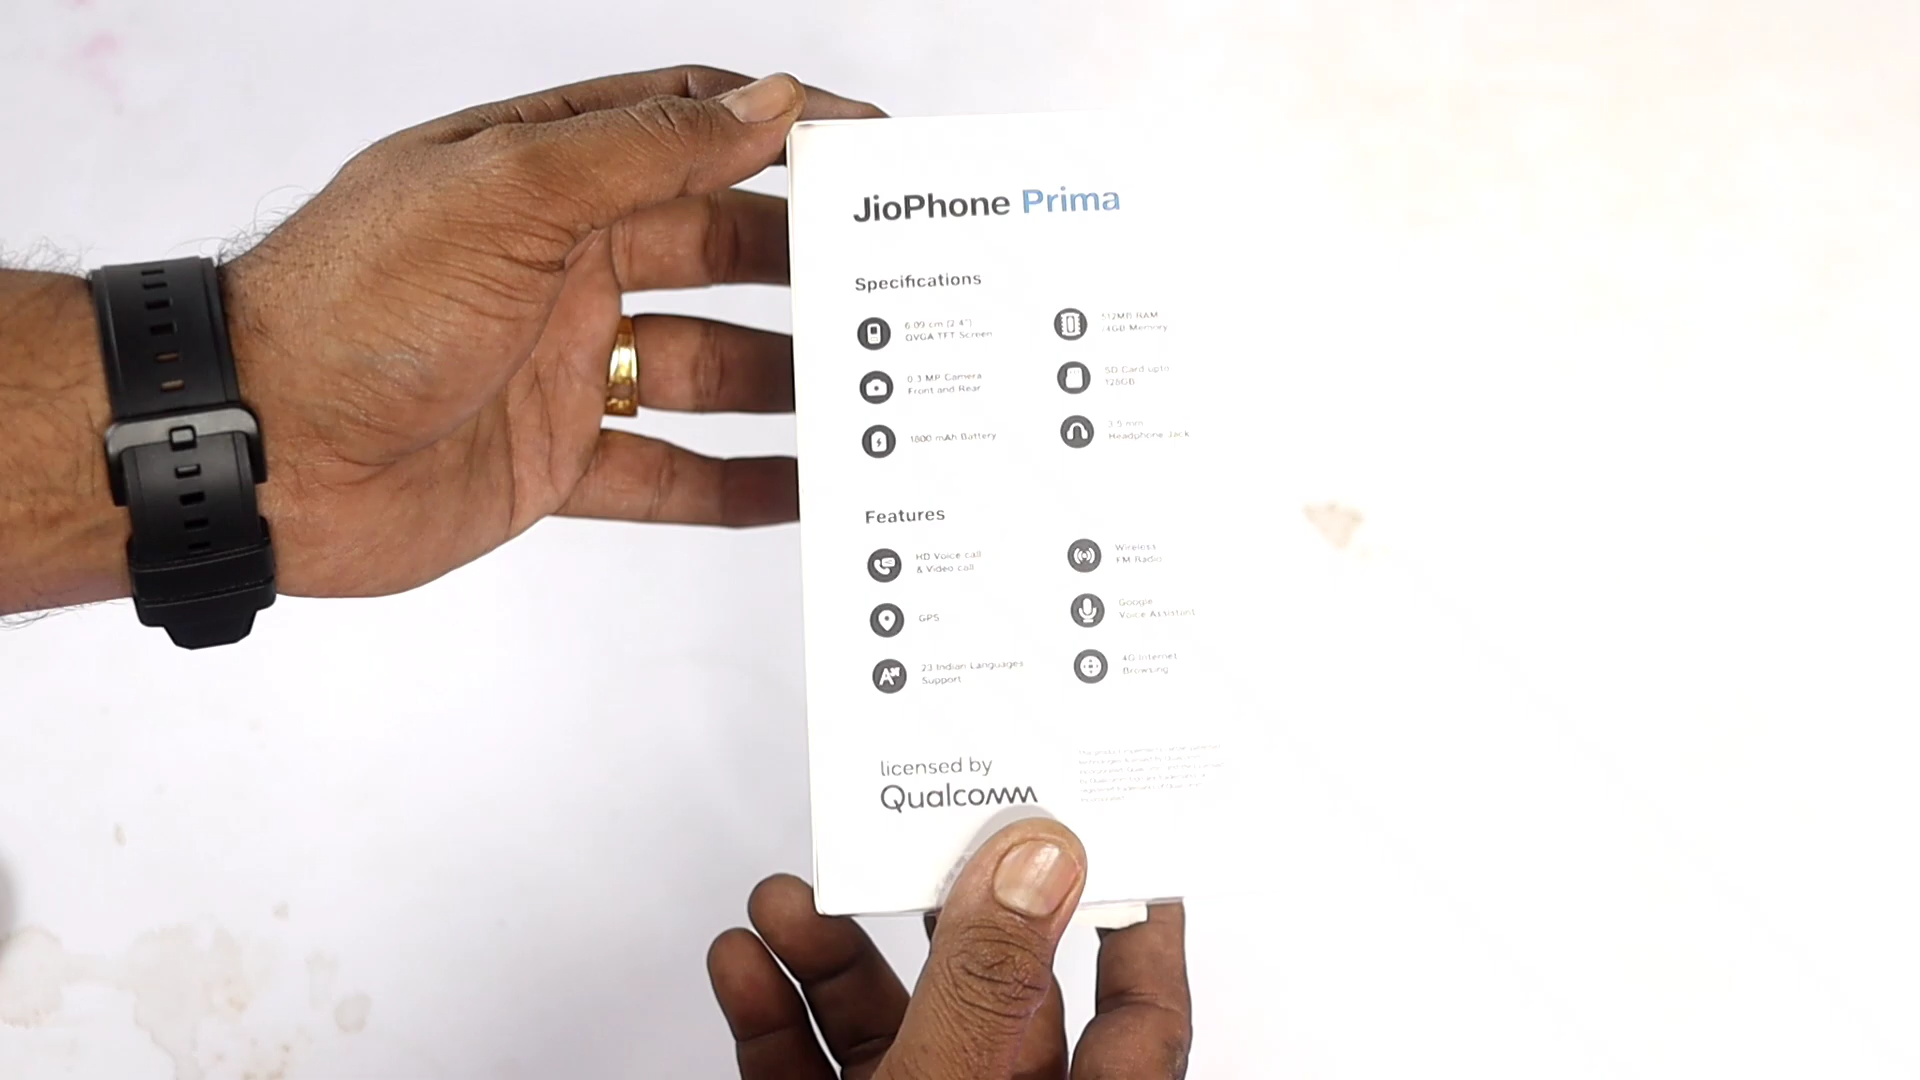 JioPhone Prima
Specifications
6.09 cm (2.4")
QVGA TFT Screen
512MB RAM
4GB Memory
0.3 MP Camera
Front and Rear
SD Card upto
128GB
1800 mAh Battery
3.5 mm
Headphone Jack
Features
HD Voice call
& Video call
Wireless
FM Radio
GPS
Google
Voice Assistant
23 Indian Languages
Support
4G Internet
Browsing
licensed by
Qualcomm